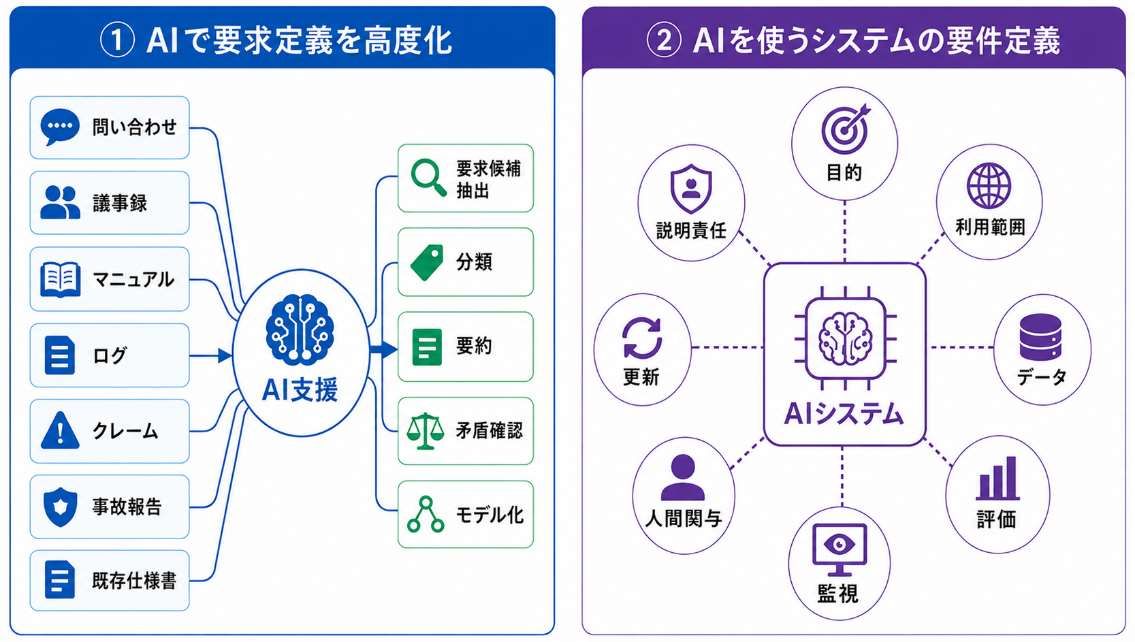 ① AIで要求定義を高度化
問い合わせ
議事録
マニュアル
ログ
クレーム
事故報告
既存仕様書
AI支援
要求候補
抽出
分類
要約
矛盾確認
モデル化
② AIを使うシステムの要件定義
目的
利用範囲
データ
評価
監視
人間関与
更新
説明責任
AIシステム